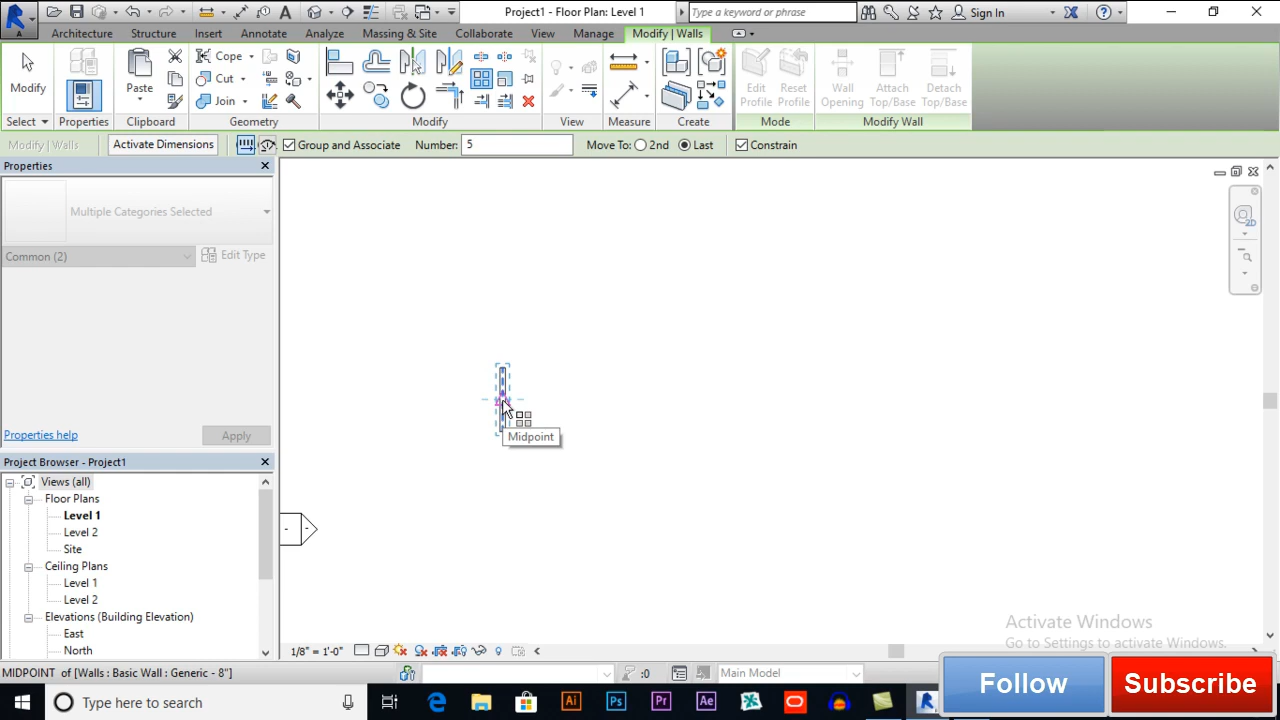 Project1 - Floor Plan: Level 1
Type a keyword or phrase
Sign In
Architecture Structure Insert Annotate Analyze Massing & Site Collaborate View Manage Modify | Walls
Modify
Paste
Cope
Cut
Join
Edit Profile
Reset Profile
Wall Opening
Attach Top/Base
Detach Top/Base
Select Properties Clipboard Geometry Modify View Measure Create Mode Modify Wall
Modify | Walls Activate Dimensions Group and Associate Number: 5 Move To: 2nd Last Constrain
Properties
Multiple Categories Selected
Common (2) Edit Type
Properties help Apply
Midpoint
2D
Project Browser - Project1
Views (all)
Floor Plans
Level 1
Level 2
Site
Ceiling Plans
Level 1
Level 2
Elevations (Building Elevation)
East
North
Activate Windows
Go to Settings to activate Windows.
1/8" = 1'-0"
MIDPOINT of [Walls : Basic Wall : Generic - 8"]
:0
Main Model
Follow Subscribe
Type here to search